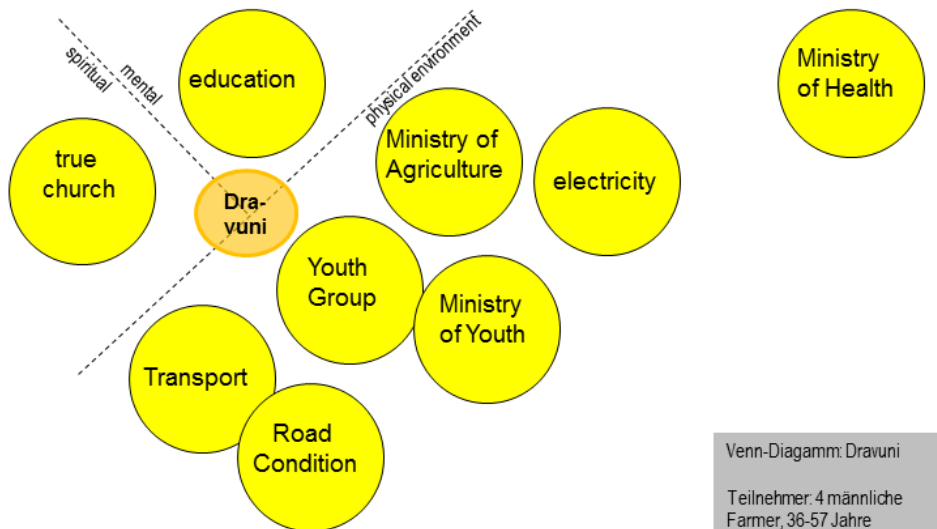 spiritual
mental
physical environment
education
Ministry
of Health
true
church
Ministry of
Agriculture
electricity
Dra-
vuni
Youth
Group
Ministry
of Youth
Transport
Road
Condition
Venn-Diagamm: Dravuni
Teilnehmer: 4 männliche
Farmer, 36-57 Jahre